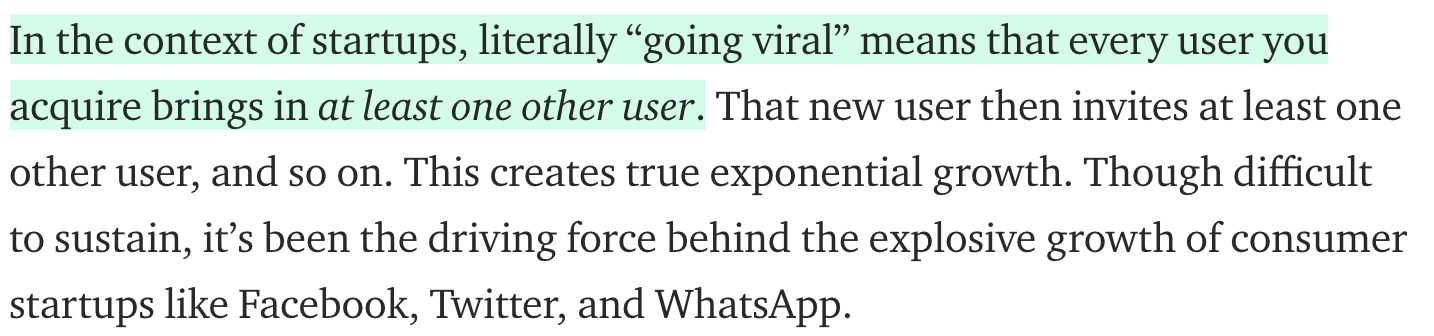 In the context of startups, literally “going viral” means that every user you
acquire brings in at least one other user. That new user then invites at least one
other user, and so on. This creates true exponential growth. Though difficult
to sustain, it’s been the driving force behind the explosive growth of consumer
startups like Facebook, Twitter, and WhatsApp.